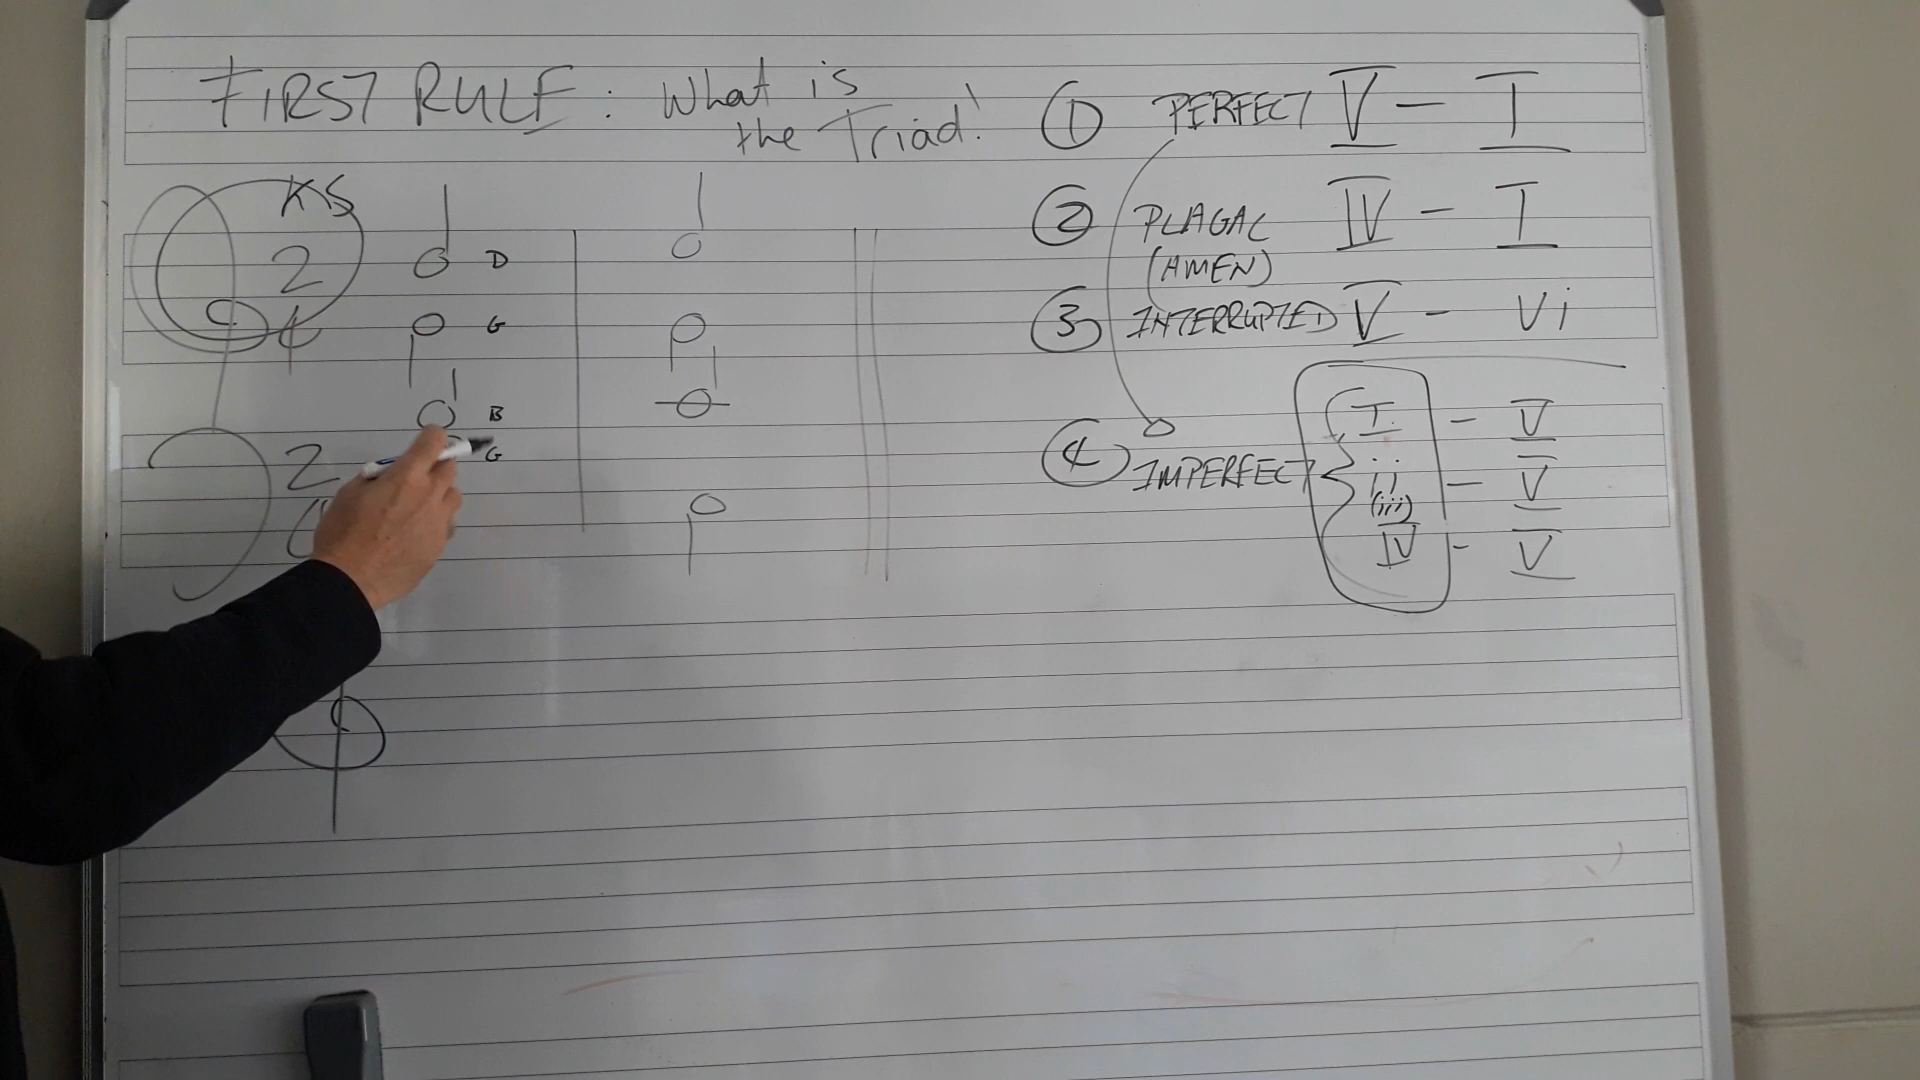 FIRST RULE: What is
the Triad!
① PERFECT V – I
② PLAGAL IV – I
(AMEN)
③ INTERRUPTED V – vi
④ IMPERFECT
I – V
ii – V
(iii)
IV – V
KS
2
4
D
G
B
G
2